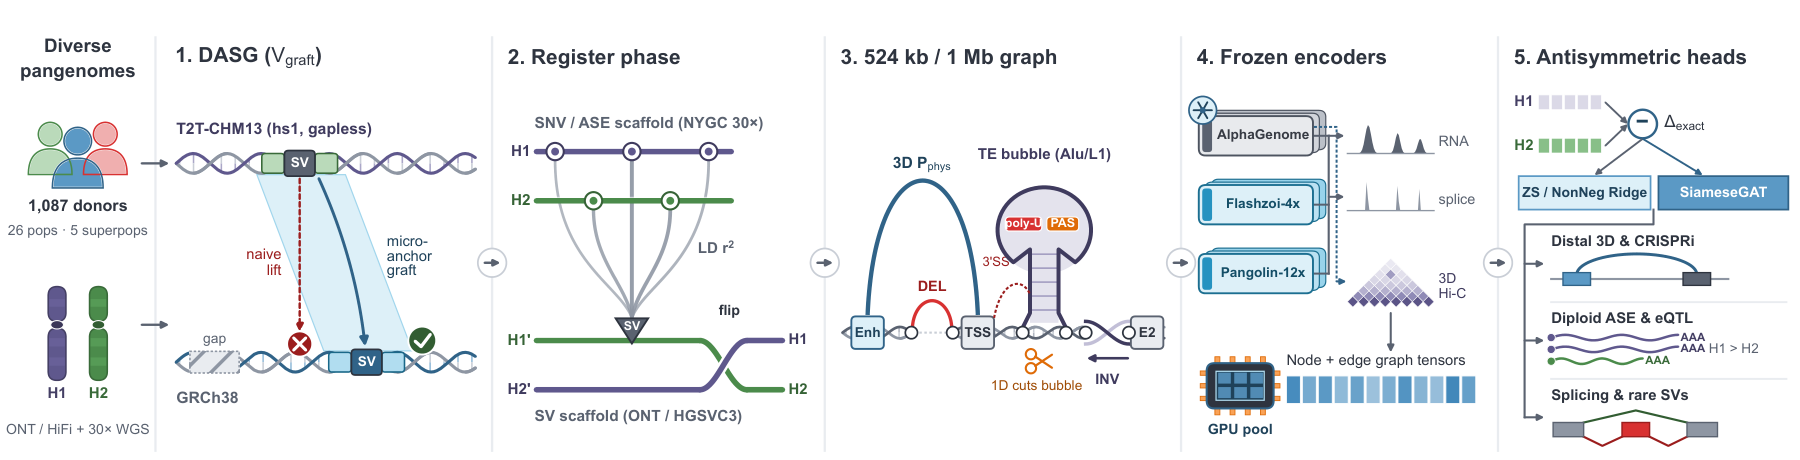 Diverse
pangenomes
1,087 donors
26 pops · 5 superpops
H1 H2
ONT / HiFi + 30× WGS
1. DASG (Vgraft)
T2T-CHM13 (hs1, gapless)
SV
naive
lift
micro-
anchor
graft
gap
SV
GRCh38
2. Register phase
SNV / ASE scaffold (NYGC 30×)
H1
H2
LD r²
SV
flip
H1' H1
H2' H2
SV scaffold (ONT / HGSVC3)
3. 524 kb / 1 Mb graph
TE bubble (Alu/L1)
3D Pphys
poly-U PAS
3'SS
DEL
Enh TSS E2
1D cuts bubble
INV
4. Frozen encoders
AlphaGenome
RNA
Flashzoi-4x
splice
Pangolin-12x
3D
Hi-C
Node + edge graph tensors
GPU pool
5. Antisymmetric heads
H1
H2
− Δexact
ZS / NonNeg Ridge SiameseGAT
Distal 3D & CRISPRi
Diploid ASE & eQTL
AAA
AAA H1 > H2
AAA
Splicing & rare SVs